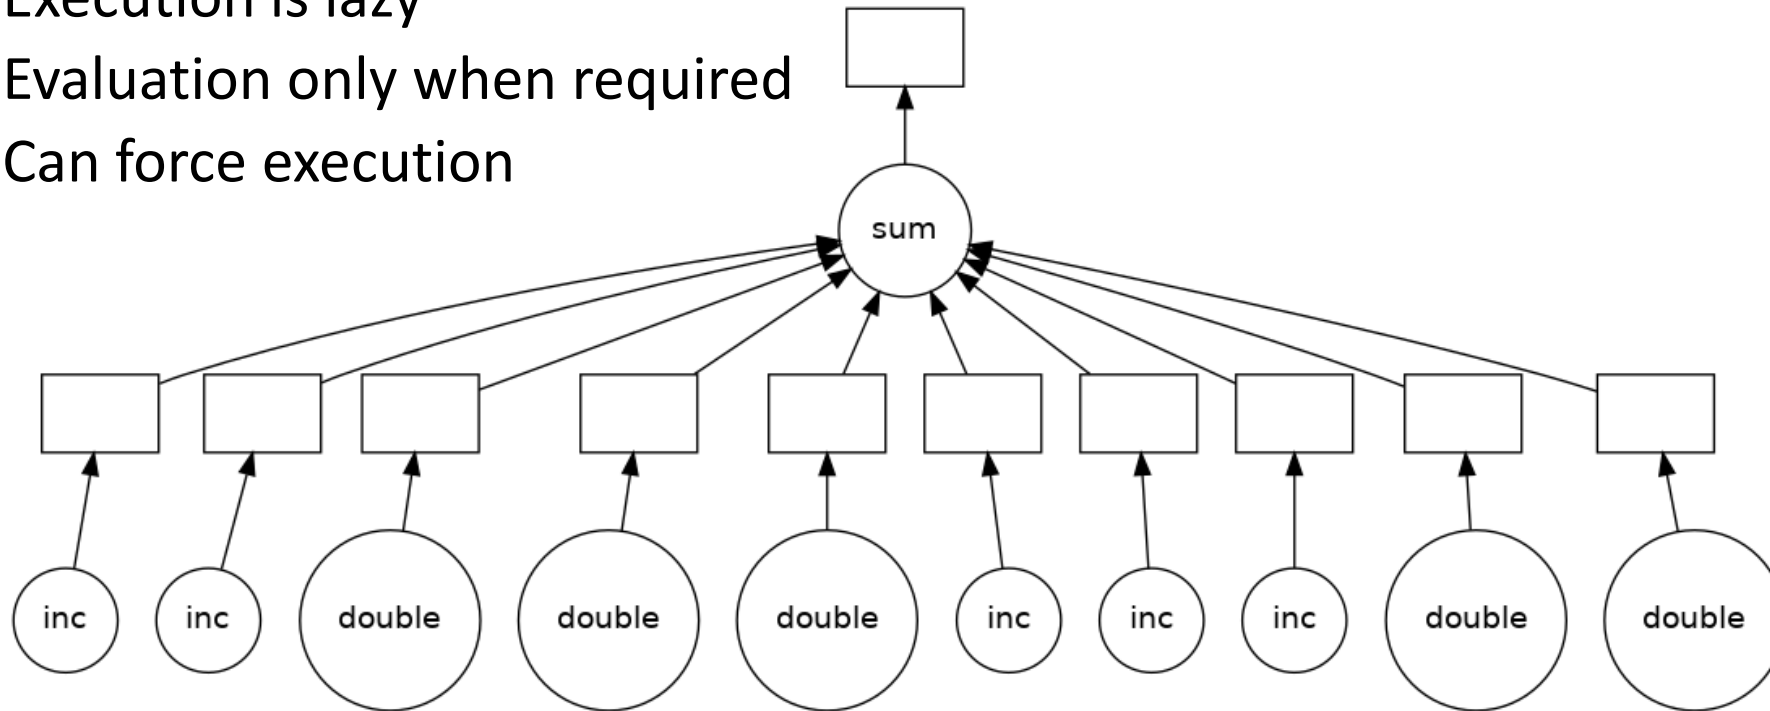 Execution is lazy
Evaluation only when required
Can force execution
sum
inc inc double double double inc inc inc double double